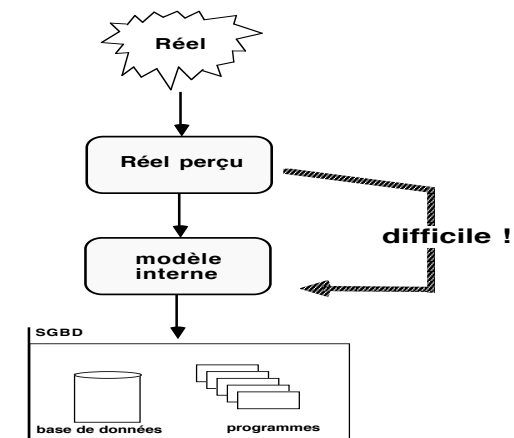 Réel
Réel perçu
difficile !
modèle
interne
SGBD
base de données
programmes